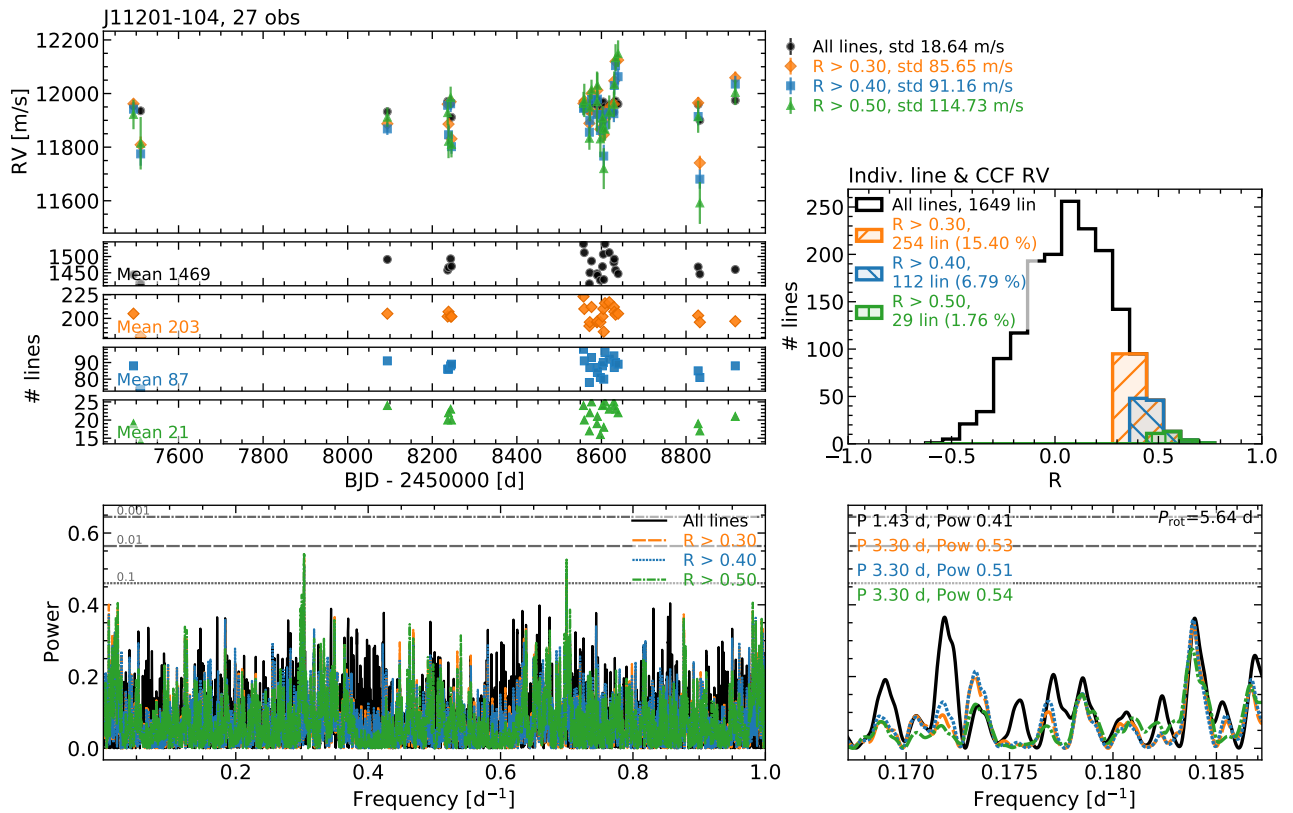 J11201-104, 27 obs
12200
12000
11800
11600
RV [m/s]
All lines, std 18.64 m/s
R > 0.30, std 85.65 m/s
R > 0.40, std 91.16 m/s
R > 0.50, std 114.73 m/s
1500
1450
Mean 1469
225
200
Mean 203
90
80
Mean 87
25
20
15
Mean 21
# lines
7600
7800
8000
8200
8400
8600
8800
BJD - 2450000 [d]
Indiv. line & CCF RV
250
200
150
100
50
0
# lines
All lines, 1649 lin
R > 0.30,
254 lin (15.40 %)
R > 0.40,
112 lin (6.79 %)
R > 0.50,
29 lin (1.76 %)
−1.0
−0.5
0.0
0.5
1.0
R
0.6
0.4
0.2
0.0
Power
0.001
0.01
0.1
All lines
R > 0.30
R > 0.40
R > 0.50
0.2
0.4
0.6
0.8
1.0
Frequency [d⁻¹]
P 1.43 d, Pow 0.41
P 3.30 d, Pow 0.53
P 3.30 d, Pow 0.51
P 3.30 d, Pow 0.54
Prot=5.64 d
0.170
0.175
0.180
0.185
Frequency [d⁻¹]